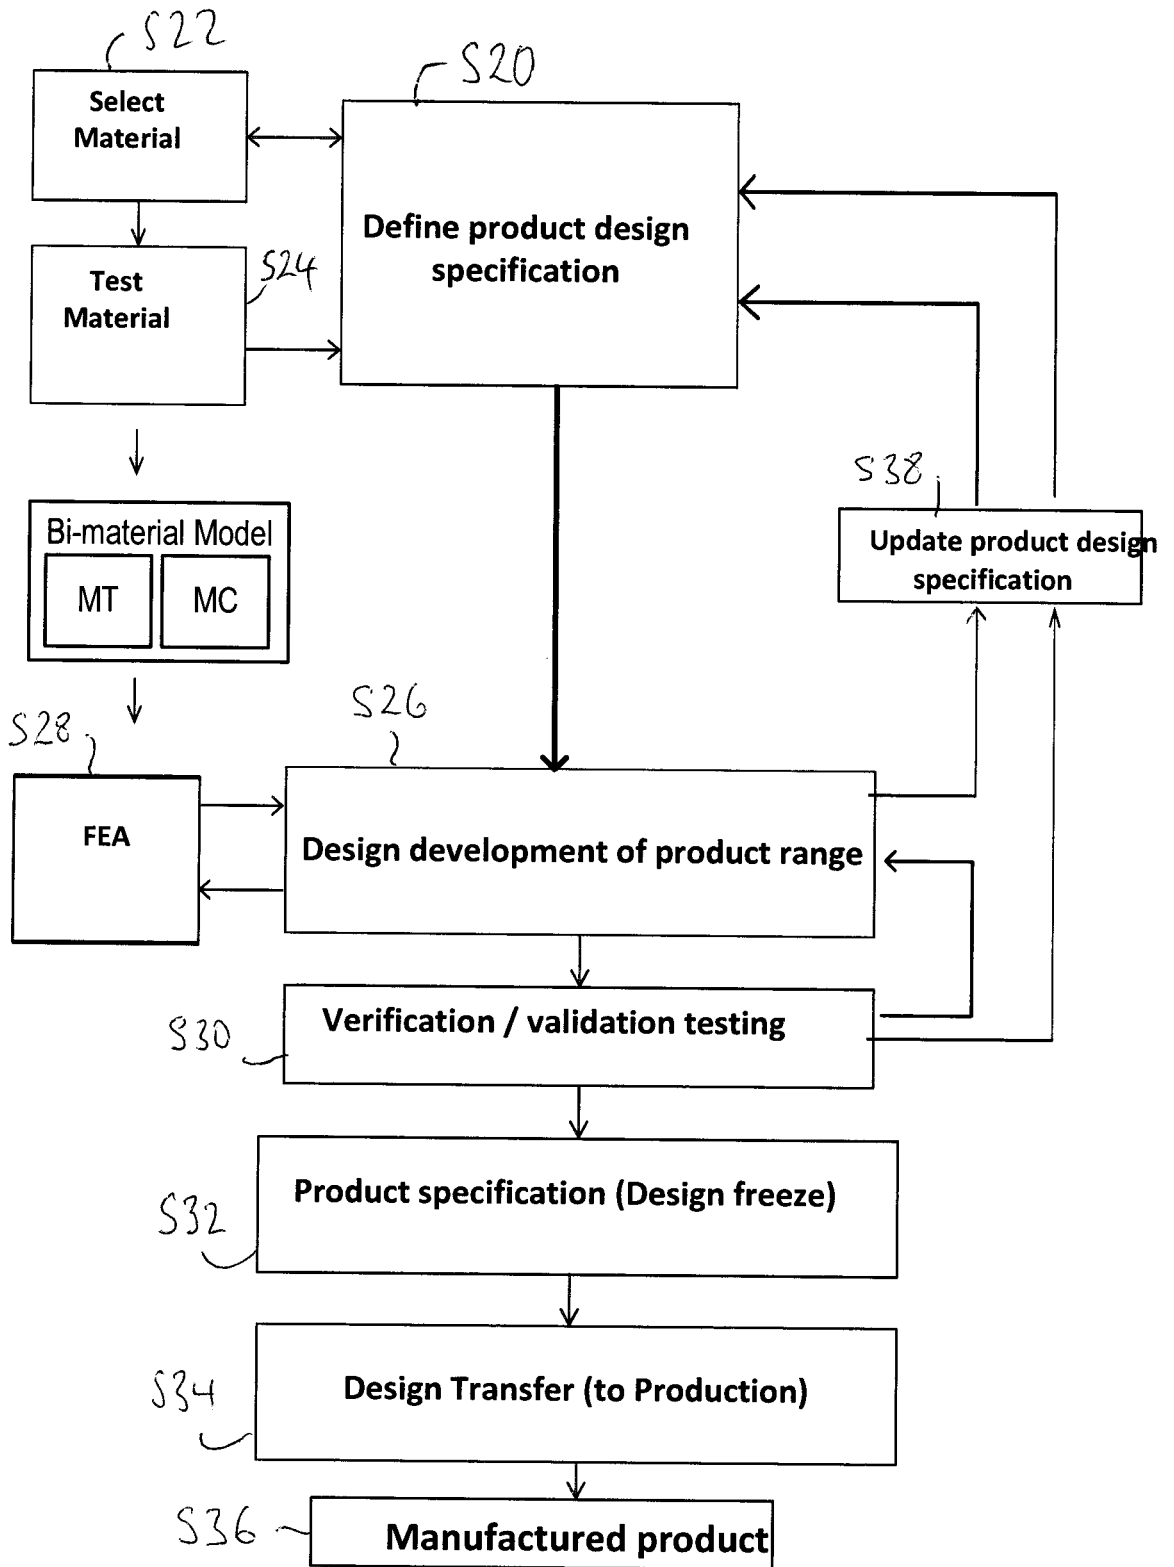 S22
Select
Material
S20
Define product design
specification
Test
Material
S24
S38
Update product design
specification
Bi-material Model
MT
MC
S28
FEA
S26
Design development of product range
Verification / validation testing
S30
Product specification (Design freeze)
S32
Design Transfer (to Production)
S34
S36
Manufactured product